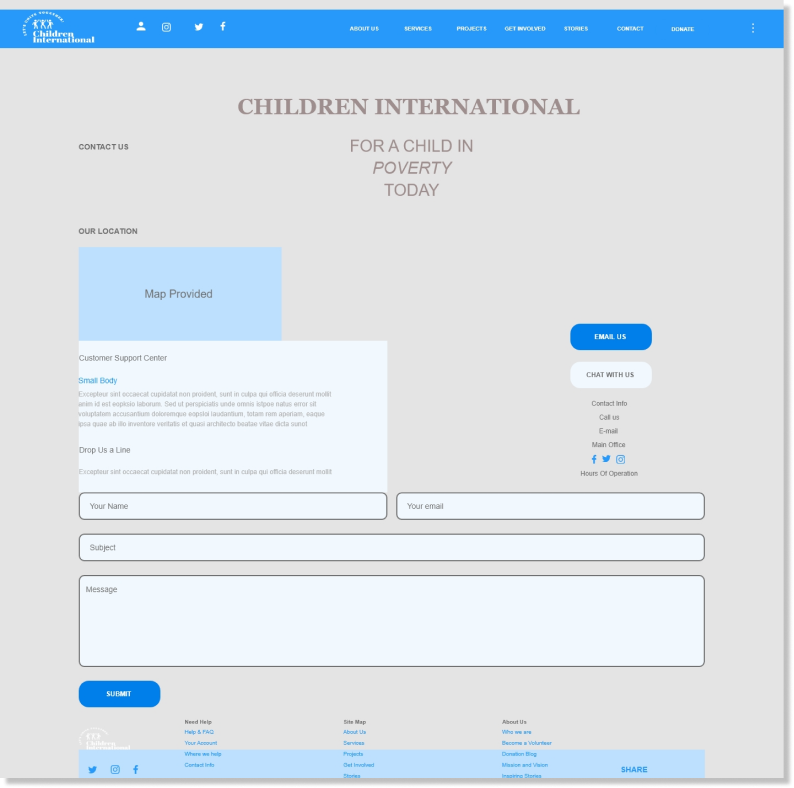 LET'S UNITE TOGETHER!
Children
International
ABOUT US
SERVICES
PROJECTS
GET INVOLVED
STORIES
CONTACT
DONATE
CHILDREN INTERNATIONAL
CONTACT US
FOR A CHILD IN
POVERTY
TODAY
OUR LOCATION
Map Provided
Customer Support Center
Small Body
Excepteur sint occaecat cupidatat non proident, sunt in culpa qui officia deserunt mollit
anim id est eopisio laborum. Sed ut perspiciatis unde omnis istpoe natus error sit
voluptatem accusantium doloremque eopsloi laudantium, totam rem aperiam, eaque
ipsa quae ab illo inventore veritatis et quasi architecto beatae vitae dicta sunot
Drop Us a Line
Excepteur sint occaecat cupidatat non proident, sunt in culpa qui officia deserunt mollit
EMAIL US
CHAT WITH US
Contact Info
Call us
E-mail
Main Office
Hours Of Operation
Your Name
Your email
Subject
Message
SUBMIT
Children
International
Need Help
Help & FAQ
Your Account
Where we help
Contact Info
Site Map
About Us
Services
Projects
Get Involved
Stories
About Us
Who we are
Become a Volunteer
Donation Blog
Mission and Vision
Inspiring Stories
SHARE